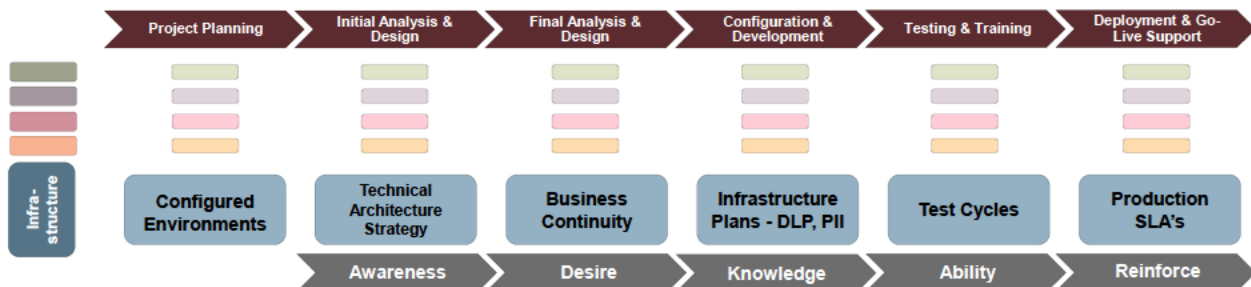 Project Planning
Initial Analysis &
Design
Final Analysis &
Design
Configuration &
Development
Testing & Training
Deployment & Go-
Live Support
Infra-
structure
Configured
Environments
Technical
Architecture
Strategy
Business
Continuity
Infrastructure
Plans - DLP, PII
Test Cycles
Production
SLA's
Awareness
Desire
Knowledge
Ability
Reinforce